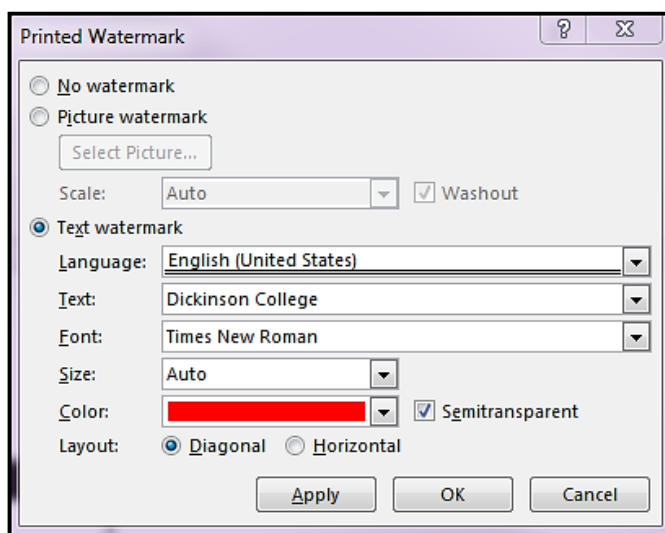 Printed Watermark
No watermark
Picture watermark
Select Picture...
Scale: Auto Washout
Text watermark
Language: English (United States)
Text: Dickinson College
Font: Times New Roman
Size: Auto
Color: Semitransparent
Layout: Diagonal Horizontal
Apply OK Cancel